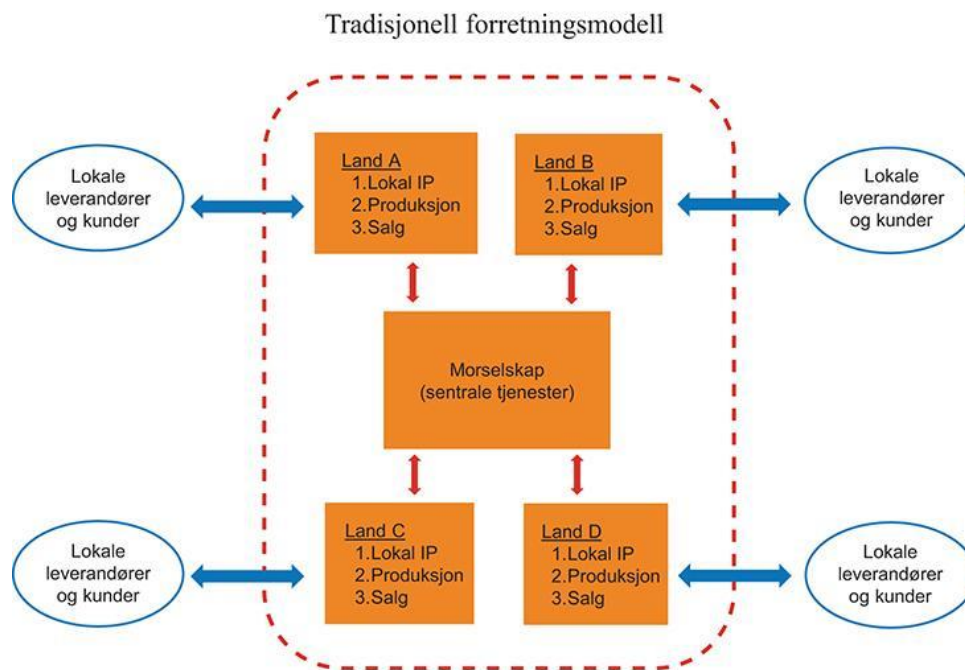 Tradisjonell forretningsmodell
Lokale
leverandører
og kunder
Land A
1.Lokal IP
2.Produksjon
3.Salg
Land B
1.Lokal IP
2.Produksjon
3.Salg
Lokale
leverandører
og kunder
Morselskap
(sentrale tjenester)
Lokale
leverandører
og kunder
Land C
1.Lokal IP
2.Produksjon
3.Salg
Land D
1.Lokal IP
2.Produksjon
3.Salg
Lokale
leverandører
og kunder